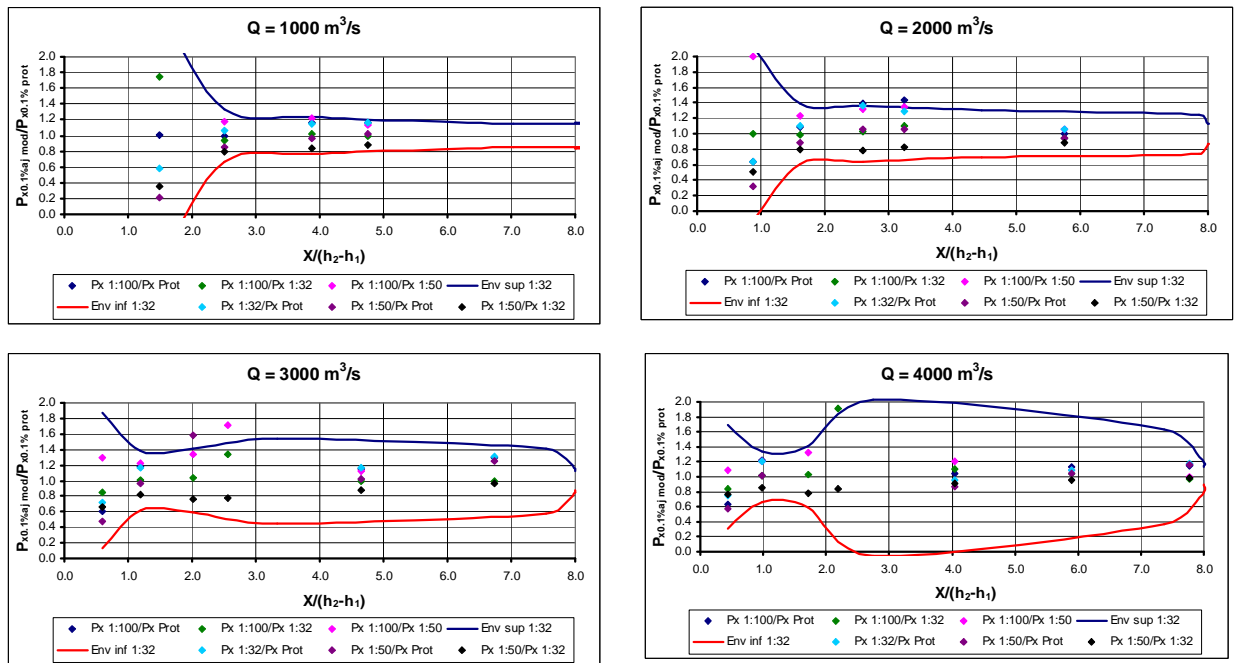 Q = 1000 m³/s
Px0.1%aj mod/Px0.1% prot
2.0
1.8
1.6
1.4
1.2
1.0
0.8
0.6
0.4
0.2
0.0
0.0 1.0 2.0 3.0 4.0 5.0 6.0 7.0 8.0
X/(h₂-h₁)
Px 1:100/Px Prot Px 1:100/Px 1:32 Px 1:100/Px 1:50 Env sup 1:32
Env inf 1:32 Px 1:32/Px Prot Px 1:50/Px Prot Px 1:50/Px 1:32
Q = 2000 m³/s
Px0.1%aj mod/Px0.1% prot
2.0
1.8
1.6
1.4
1.2
1.0
0.8
0.6
0.4
0.2
0.0
0.0 1.0 2.0 3.0 4.0 5.0 6.0 7.0 8.0
X/(h₂-h₁)
Px 1:100/Px Prot Px 1:100/Px 1:32 Px 1:100/Px 1:50 Env sup 1:32
Env inf 1:32 Px 1:32/Px Prot Px 1:50/Px Prot Px 1:50/Px 1:32
Q = 3000 m³/s
Px0.1%aj mod/Px0.1% prot
2.0
1.8
1.6
1.4
1.2
1.0
0.8
0.6
0.4
0.2
0.0
0.0 1.0 2.0 3.0 4.0 5.0 6.0 7.0 8.0
X/(h₂-h₁)
Px 1:100/Px Prot Px 1:100/Px 1:32 Px 1:100/Px 1:50 Env sup 1:32
Env inf 1:32 Px 1:32/Px Prot Px 1:50/Px Prot Px 1:50/Px 1:32
Q = 4000 m³/s
Px0.1%aj mod/Px0.1% prot
2.0
1.8
1.6
1.4
1.2
1.0
0.8
0.6
0.4
0.2
0.0
0.0 1.0 2.0 3.0 4.0 5.0 6.0 7.0 8.0
X/(h₂-h₁)
Px 1:100/Px Prot Px 1:100/Px 1:32 Px 1:100/Px 1:50 Env sup 1:32
Env inf 1:32 Px 1:32/Px Prot Px 1:50/Px Prot Px 1:50/Px 1:32